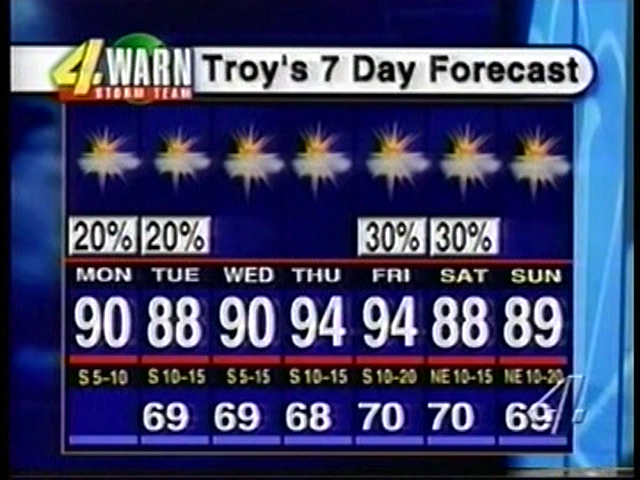 4WARN
STORM TEAM
Troy's 7 Day Forecast
20% 20% 30% 30%
MON TUE WED THU FRI SAT SUN
90 88 90 94 94 88 89
S 5-10 S 10-15 S 5-15 S 10-15 S 10-20 NE 10-15 NE 10-20
69 69 68 70 70 69
4